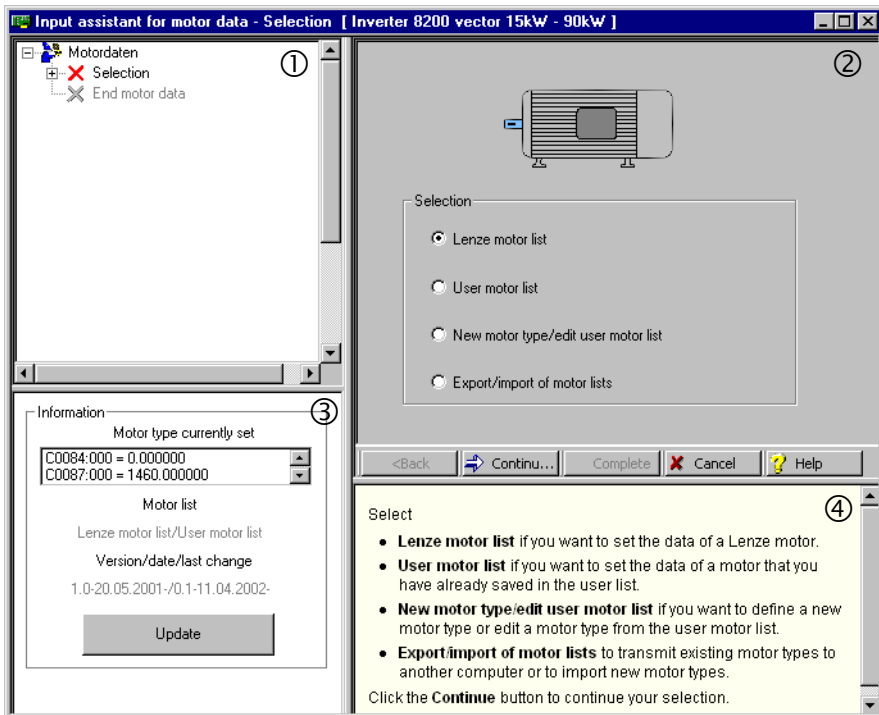 Input assistant for motor data - Selection [ Inverter 8200 vector 15kW - 90kW ]
Motordaten
Selection
End motor data
①
②
Selection
Lenze motor list
User motor list
New motor type/edit user motor list
Export/import of motor lists
<Back Continu... Complete Cancel Help
③
Information
Motor type currently set
C0084:000 = 0.000000
C0087:000 = 1460.000000
Motor list
Lenze motor list/User motor list
Version/date/last change
1.0-20.05.2001-/0.1-11.04.2002-
Update
④
Select
• Lenze motor list if you want to set the data of a Lenze motor.
• User motor list if you want to set the data of a motor that you
have already saved in the user list.
• New motor type/edit user motor list if you want to define a new
motor type or edit a motor type from the user motor list.
• Export/import of motor lists to transmit existing motor types to
another computer or to import new motor types.
Click the Continue button to continue your selection.